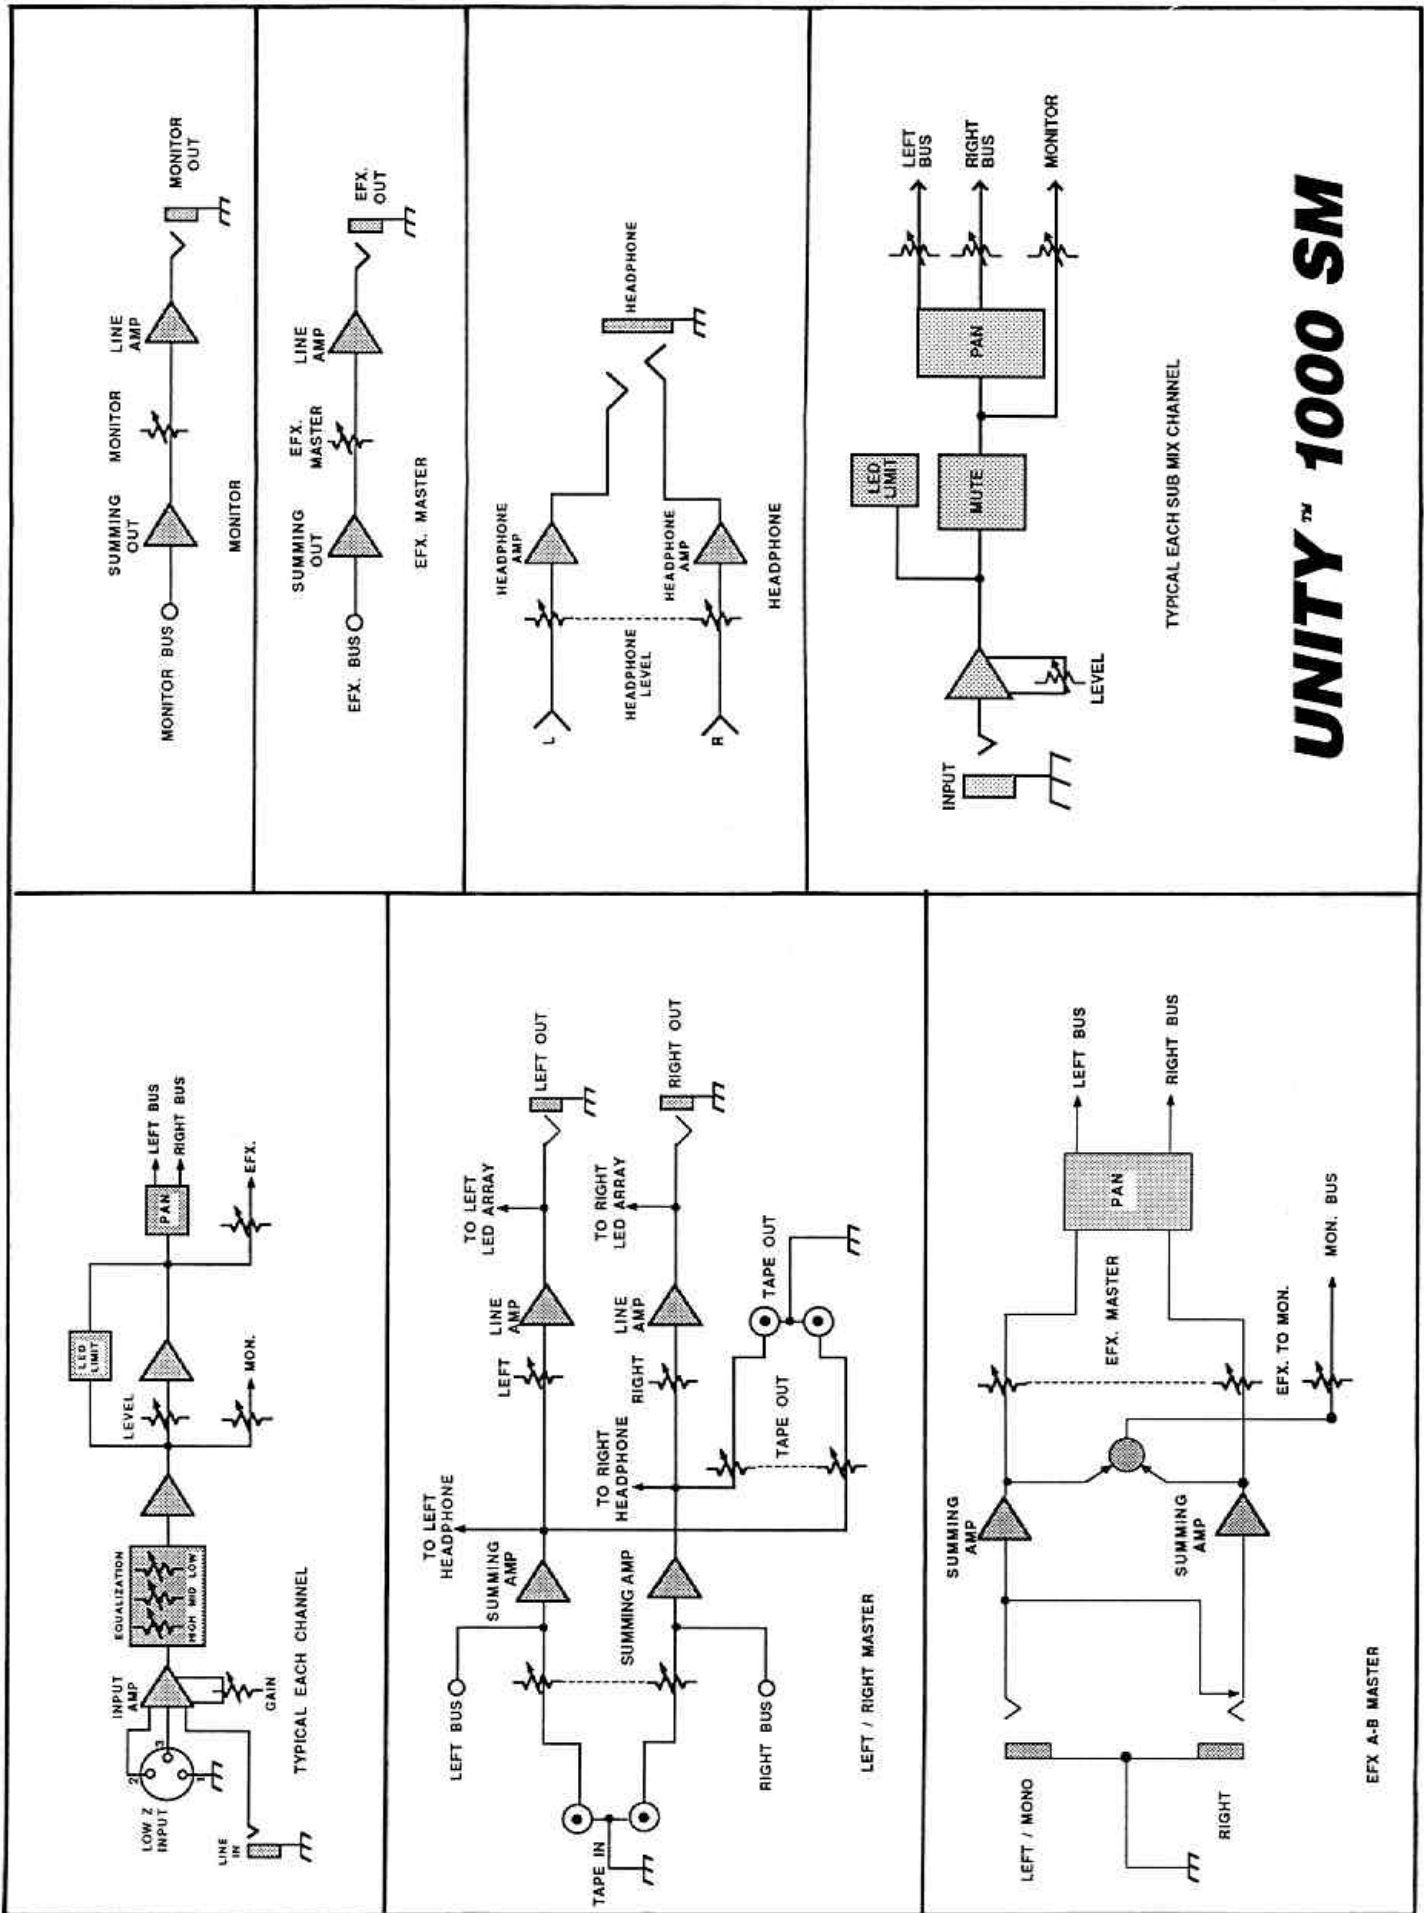 LOW Z
INPUT
2
3
1
LINE
IN
INPUT
AMP
GAIN
EQUALIZATION
HIGH MID LOW
LEVEL
LED
LIMIT
MON.
PAN
LEFT BUS
RIGHT BUS
EFX.
TYPICAL EACH CHANNEL
MONITOR BUS
SUMMING
OUT
MONITOR
LINE
AMP
MONITOR
OUT
MONITOR
EFX. BUS
SUMMING
OUT
EFX.
MASTER
LINE
AMP
EFX.
OUT
EFX. MASTER
TAPE IN
LEFT BUS
RIGHT BUS
SUMMING
AMP
SUMMING AMP
TO LEFT
HEADPHONE
TO RIGHT
HEADPHONE
LEFT
RIGHT
LINE
AMP
LINE
AMP
TO LEFT
LED ARRAY
TO RIGHT
LED ARRAY
LEFT OUT
RIGHT OUT
TAPE OUT
TAPE OUT
LEFT / RIGHT MASTER
L
R
HEADPHONE
LEVEL
HEADPHONE
AMP
HEADPHONE
AMP
HEADPHONE
HEADPHONE
LEFT / MONO
RIGHT
SUMMING
AMP
SUMMING
AMP
EFX. MASTER
EFX. TO MON.
PAN
LEFT BUS
RIGHT BUS
MON. BUS
EFX A-B MASTER
INPUT
LEVEL
LED
LIMIT
MUTE
PAN
LEFT
BUS
RIGHT
BUS
MONITOR
TYPICAL EACH SUB MIX CHANNEL
UNITY™ 1000 SM